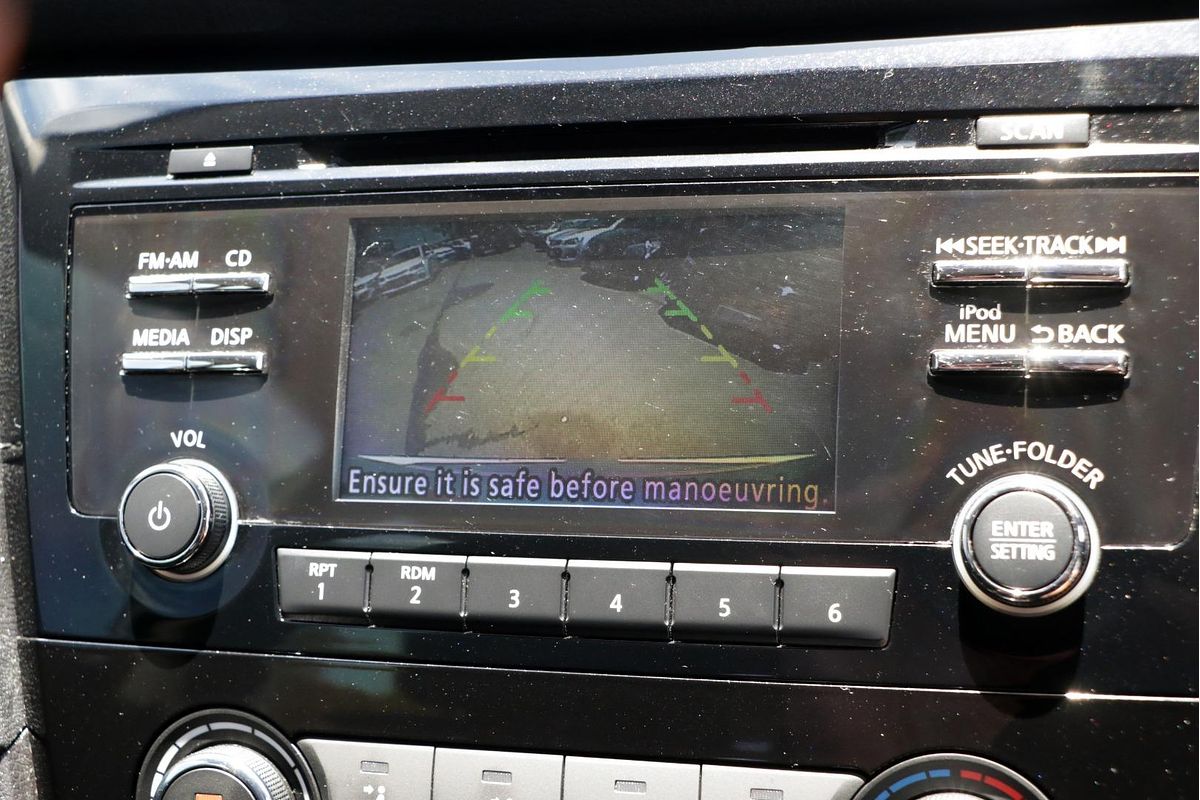 SCAN
FM·AM CD
SEEK·TRACK
MEDIA DISP
iPod
MENU BACK
VOL
TUNE·FOLDER
Ensure it is safe before manoeuvring.
ENTER
SETTING
RPT RDM
1 2 3 4 5 6